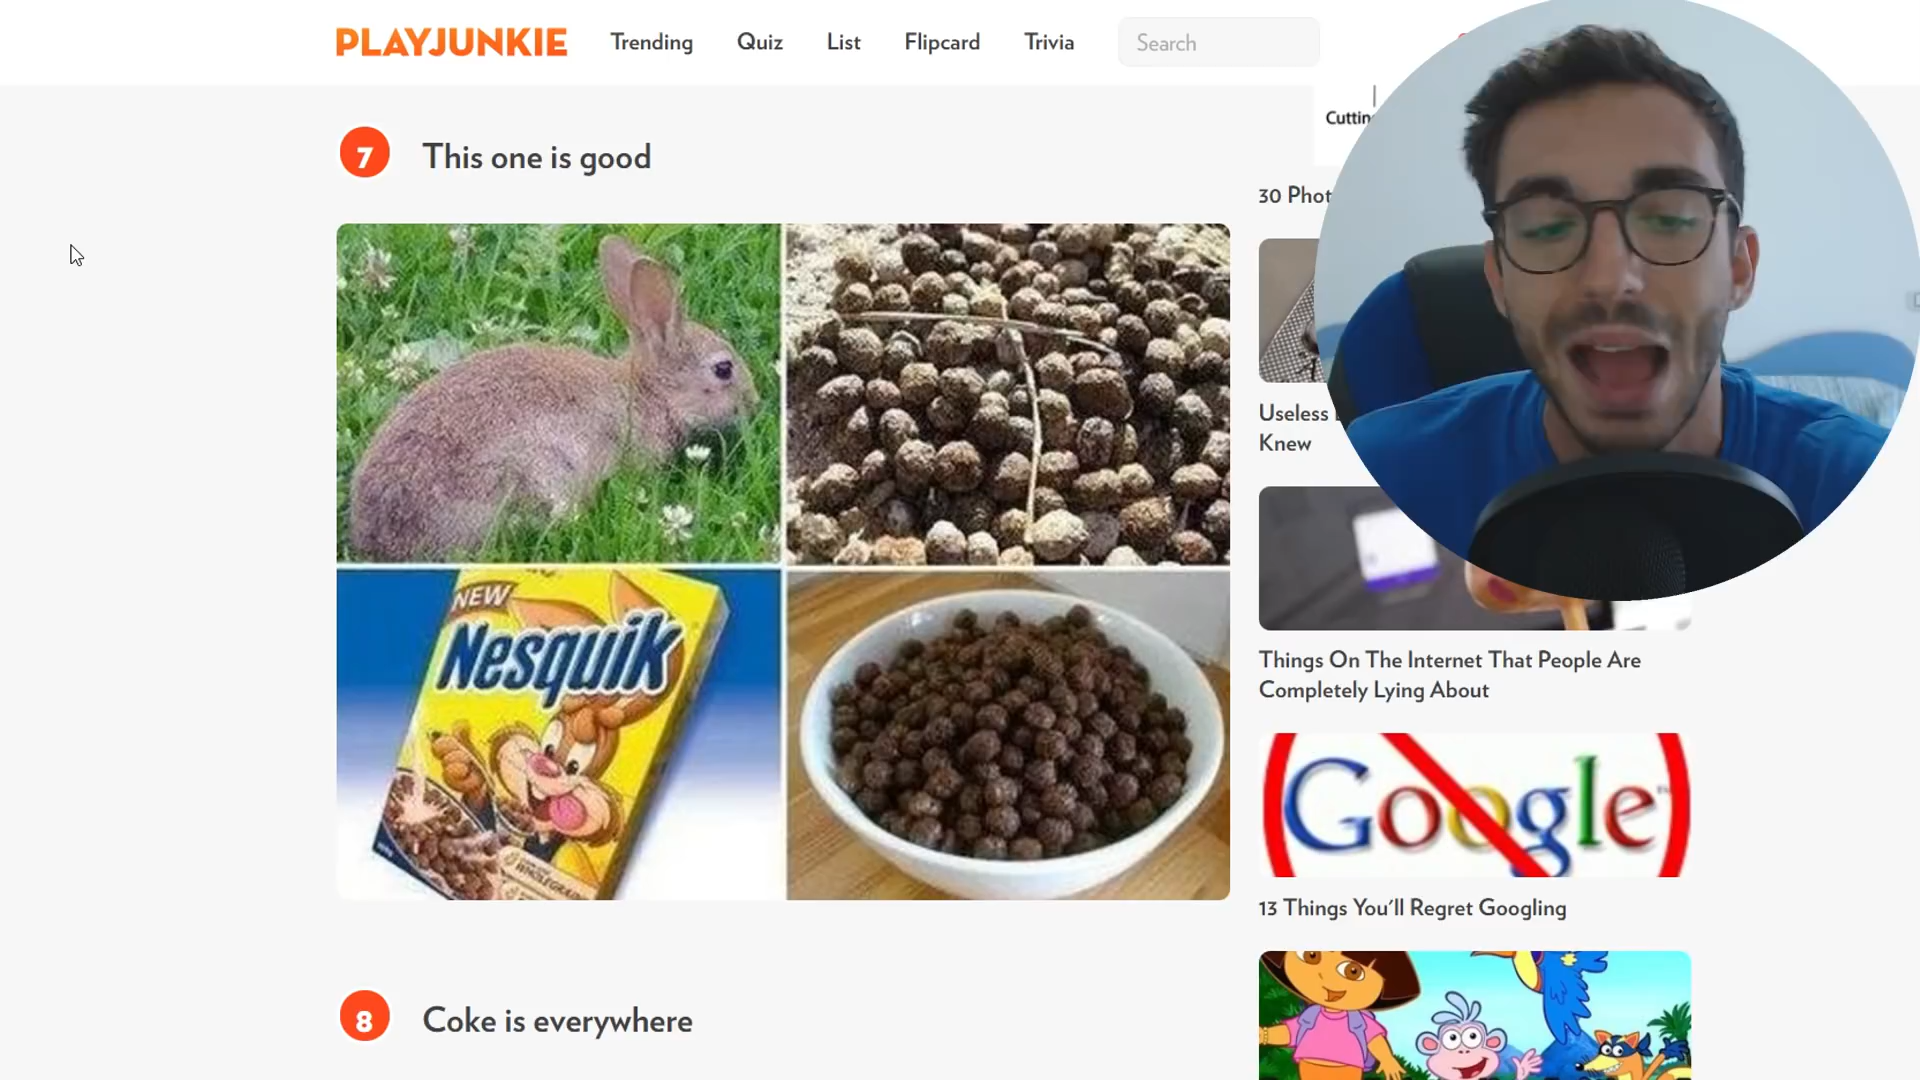 PLAYJUNKIE
Trending
Quiz
List
Flipcard
Trivia
Search
7
This one is good
NEW
Nesquik
WHOLEGRAIN
8
Coke is everywhere
Cuttin
30 Phot
Useless
Knew
Things On The Internet That People Are
Completely Lying About
Google
13 Things You'll Regret Googling